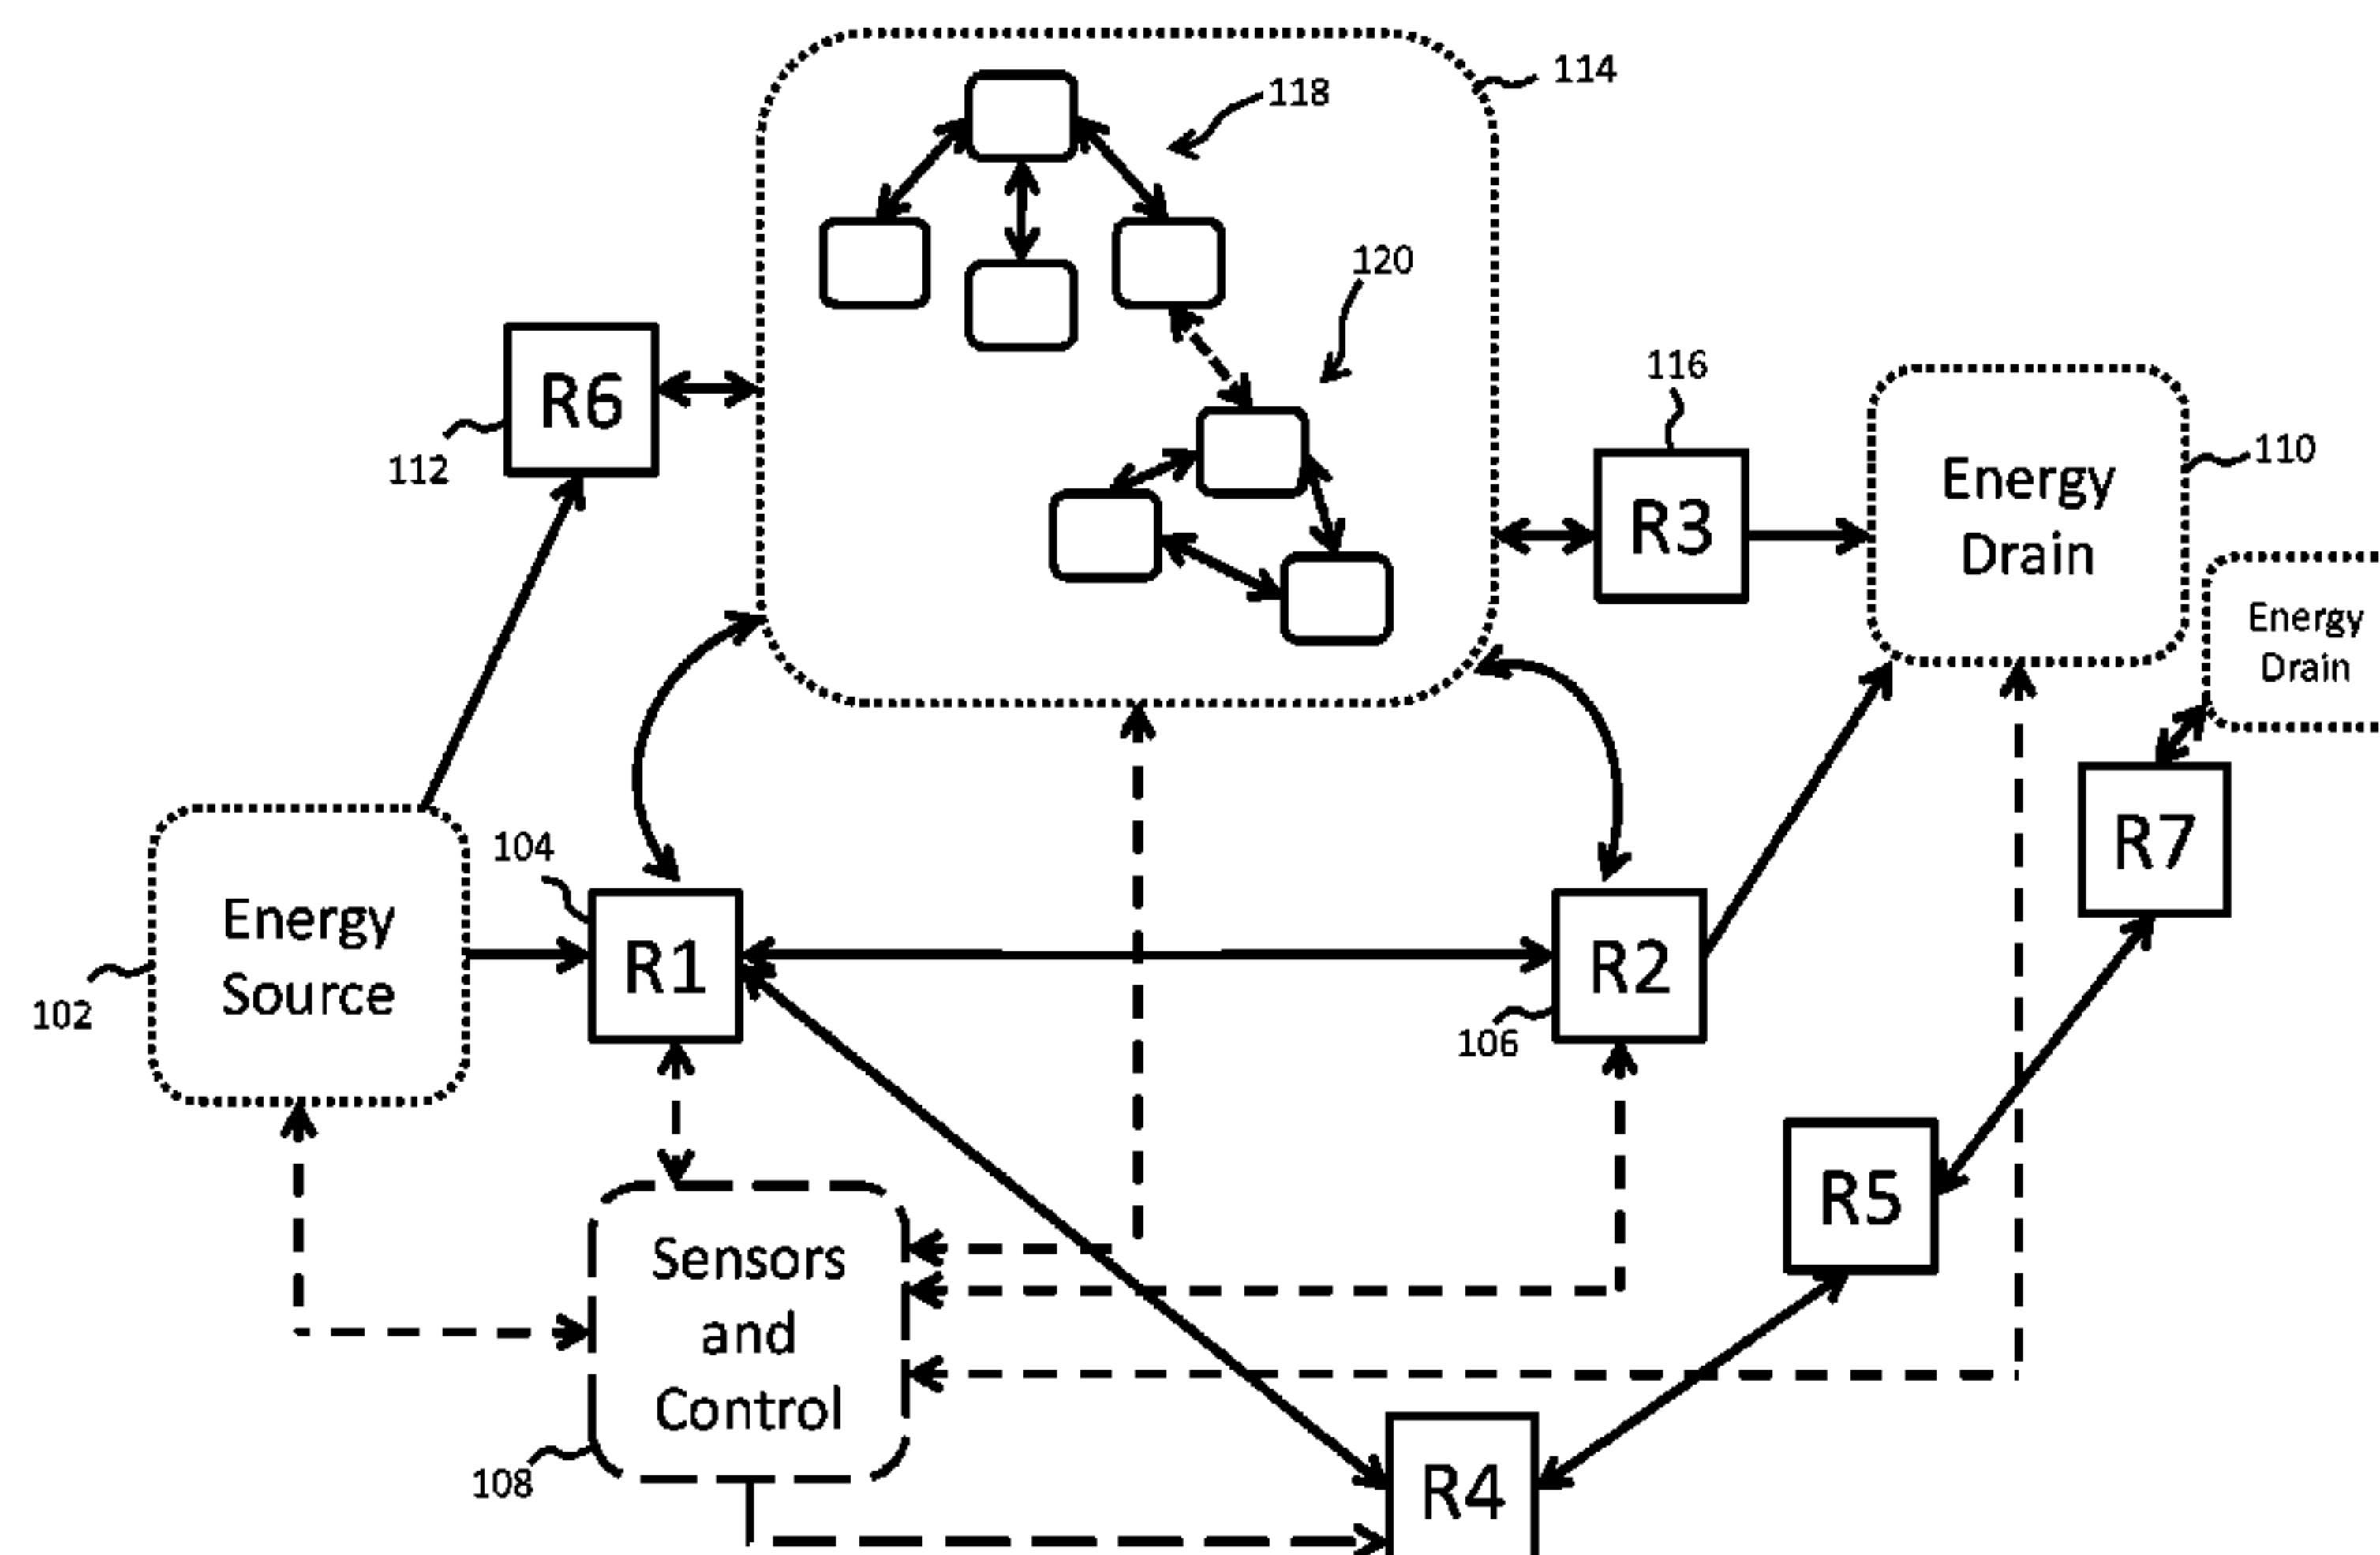 114
118
120
R6
112
116
R3
Energy
Drain
110
Energy
Drain
104
Energy
Source
102
R1
R2
106
R7
R5
Sensors
and
Control
108
R4